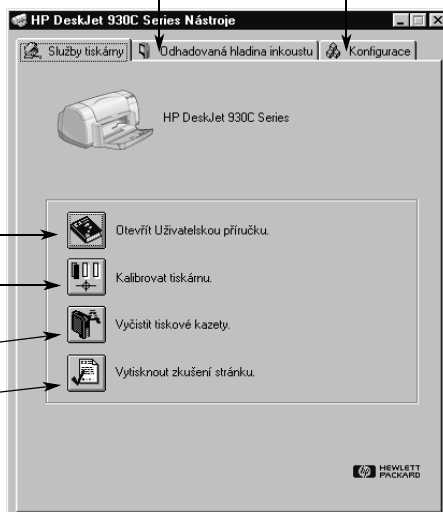 HP DeskJet 930C Series Nástroje
Služby tiskárny
Odhadovaná hladina inkoustu
Konfigurace
HP DeskJet 930C Series
Otevřít Uživatelskou příručku.
Kalibrovat tiskárnu.
Vyčistit tiskové kazety.
Vytisknout zkušení stránku.
hp HEWLETT
PACKARD